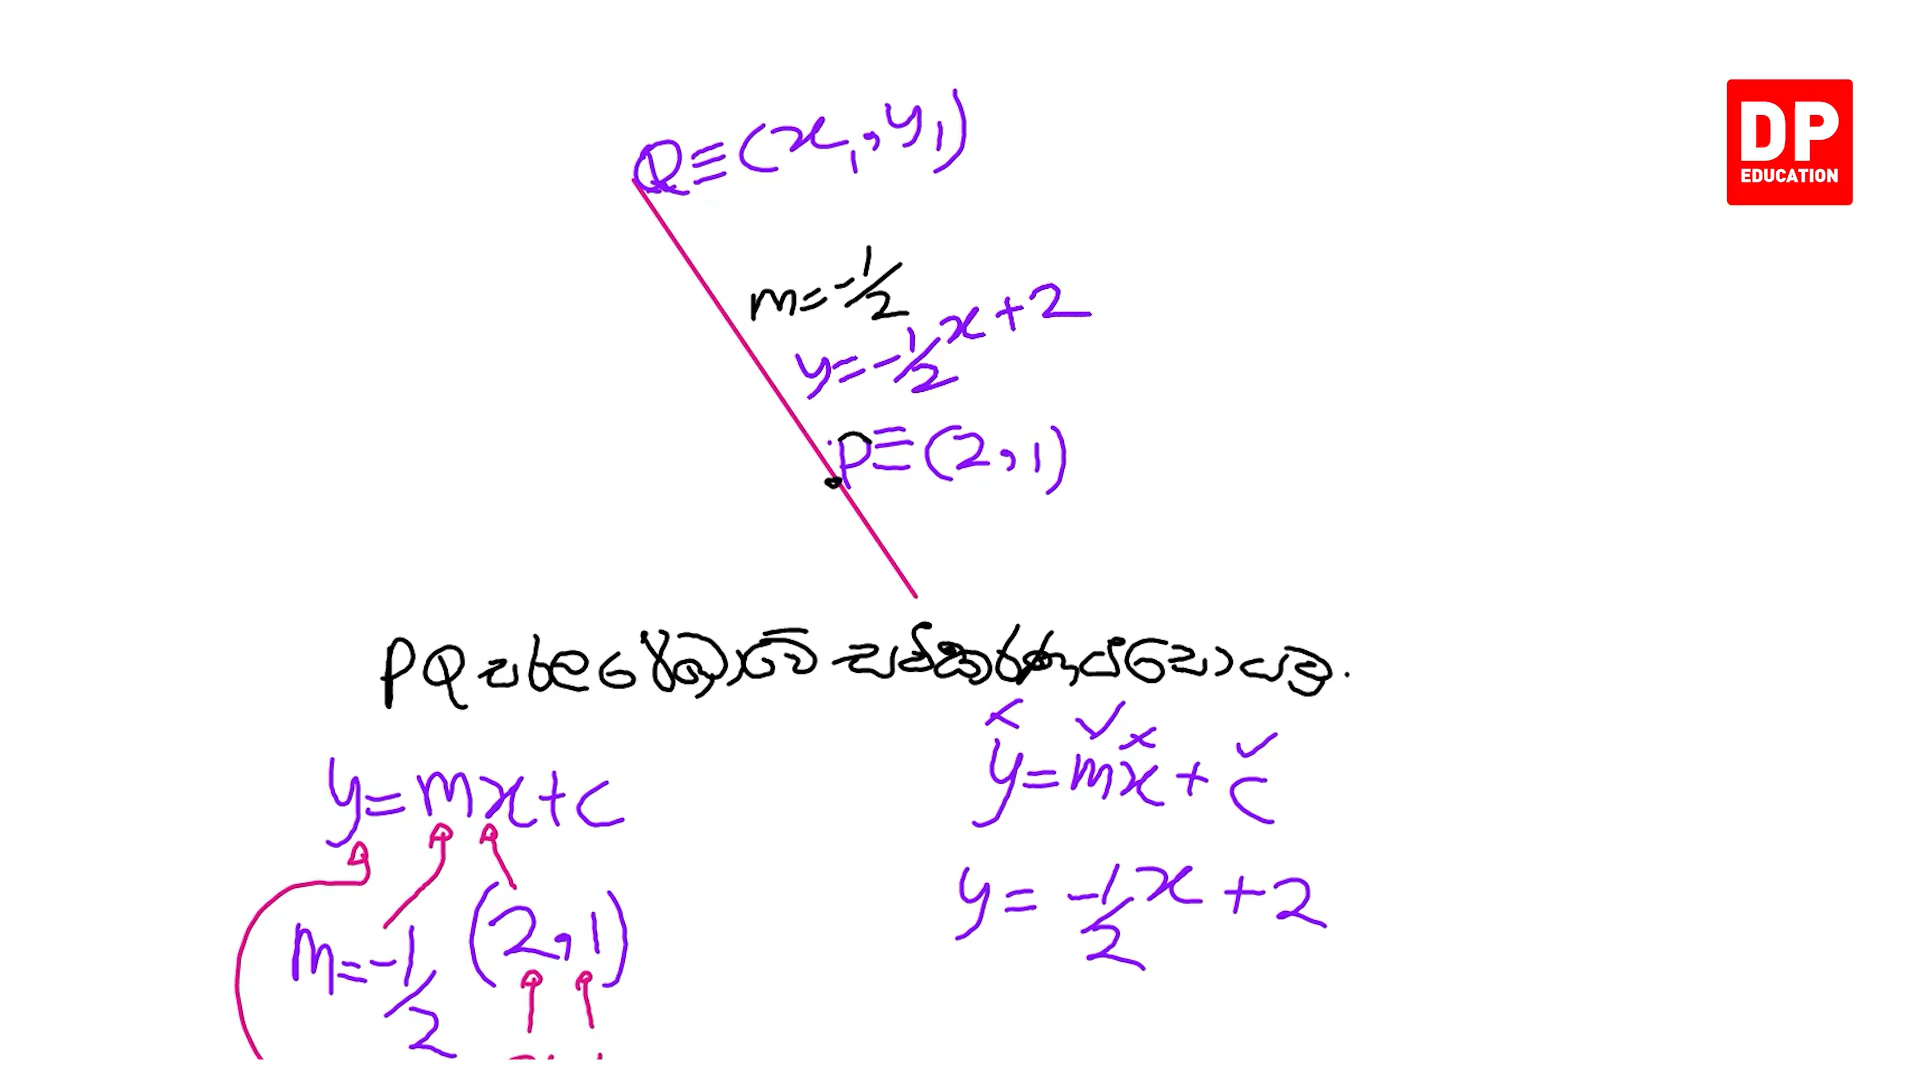 Q≡(x₁,y₁)
DP
EDUCATION
m=-1/2
y=-1/2x+2
P≡(2,1)
PQ සරල රේඛාවේ සමීකරණය සොයමු.
y=mx+c
y=mx+c
m=-1/2 (2,1)
y=-1/2x+2